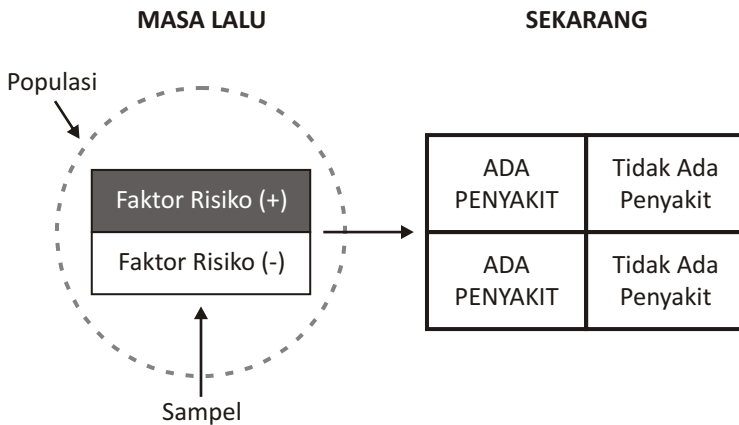 MASA LALU
SEKARANG
Populasi
Faktor Risiko (+)
Faktor Risiko (-)
Sampel
ADA
PENYAKIT
Tidak Ada
Penyakit
ADA
PENYAKIT
Tidak Ada
Penyakit